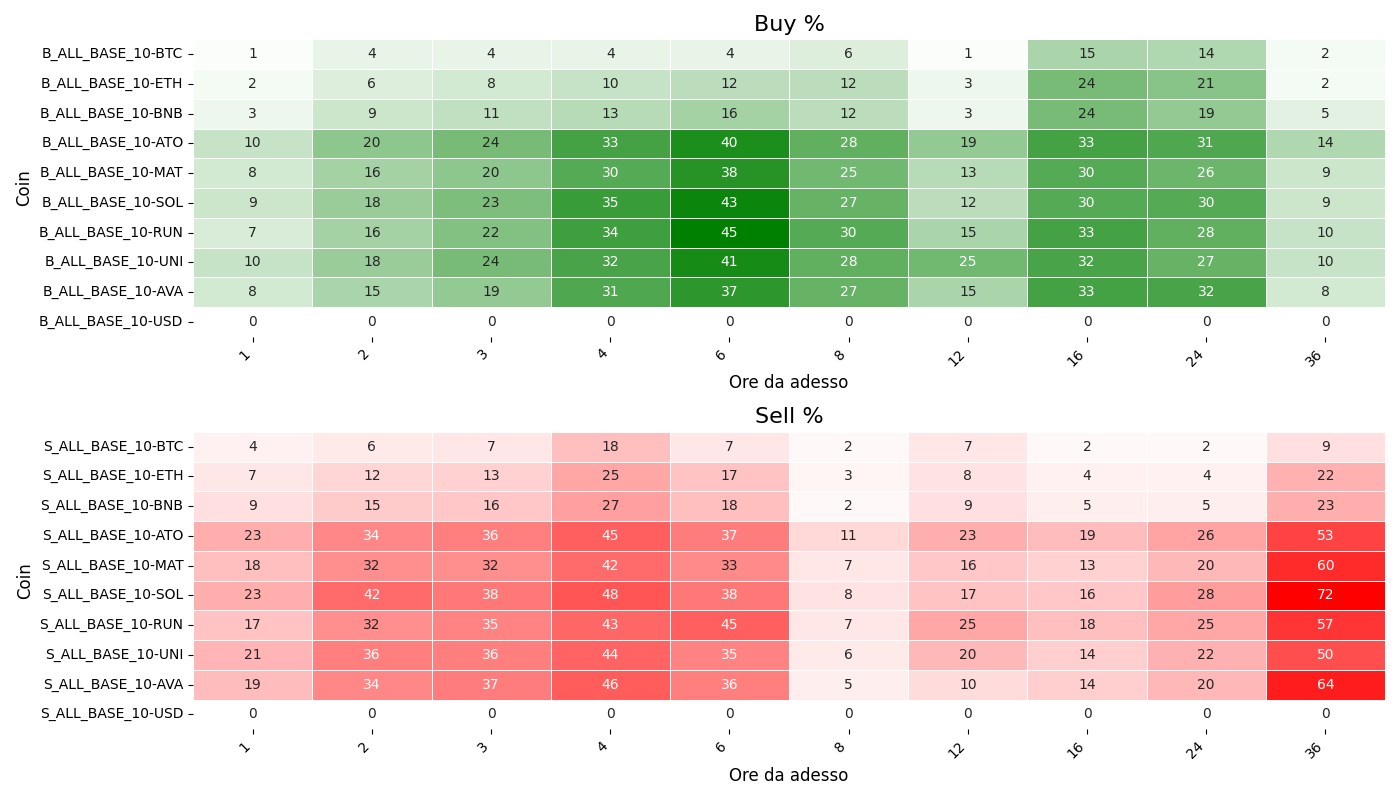 Buy %
Coin
B_ALL_BASE_10-BTC 1 4 4 4 4 6 1 15 14 2
B_ALL_BASE_10-ETH 2 6 8 10 12 12 3 24 21 2
B_ALL_BASE_10-BNB 3 9 11 13 16 12 3 24 19 5
B_ALL_BASE_10-ATO 10 20 24 33 40 28 19 33 31 14
B_ALL_BASE_10-MAT 8 16 20 30 38 25 13 30 26 9
B_ALL_BASE_10-SOL 9 18 23 35 43 27 12 30 30 9
B_ALL_BASE_10-RUN 7 16 22 34 45 30 15 33 28 10
B_ALL_BASE_10-UNI 10 18 24 32 41 28 25 32 27 10
B_ALL_BASE_10-AVA 8 15 19 31 37 27 15 33 32 8
B_ALL_BASE_10-USD 0 0 0 0 0 0 0 0 0 0
1 2 3 4 6 8 12 16 24 36
Ore da adesso
Sell %
Coin
S_ALL_BASE_10-BTC 4 6 7 18 7 2 7 2 2 9
S_ALL_BASE_10-ETH 7 12 13 25 17 3 8 4 4 22
S_ALL_BASE_10-BNB 9 15 16 27 18 2 9 5 5 23
S_ALL_BASE_10-ATO 23 34 36 45 37 11 23 19 26 53
S_ALL_BASE_10-MAT 18 32 32 42 33 7 16 13 20 60
S_ALL_BASE_10-SOL 23 42 38 48 38 8 17 16 28 72
S_ALL_BASE_10-RUN 17 32 35 43 45 7 25 18 25 57
S_ALL_BASE_10-UNI 21 36 36 44 35 6 20 14 22 50
S_ALL_BASE_10-AVA 19 34 37 46 36 5 10 14 20 64
S_ALL_BASE_10-USD 0 0 0 0 0 0 0 0 0 0
1 2 3 4 6 8 12 16 24 36
Ore da adesso